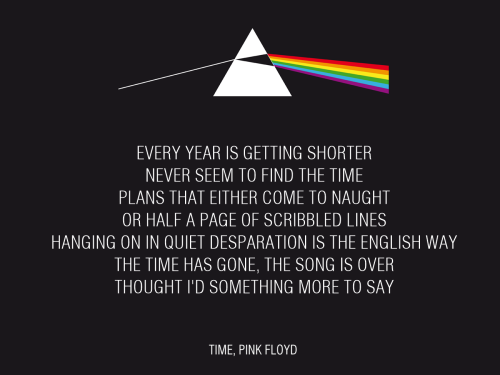 EVERY YEAR IS GETTING SHORTER
NEVER SEEM TO FIND THE TIME
PLANS THAT EITHER COME TO NAUGHT
OR HALF A PAGE OF SCRIBBLED LINES
HANGING ON IN QUIET DESPARATION IS THE ENGLISH WAY
THE TIME HAS GONE, THE SONG IS OVER
THOUGHT I'D SOMETHING MORE TO SAY
TIME, PINK FLOYD